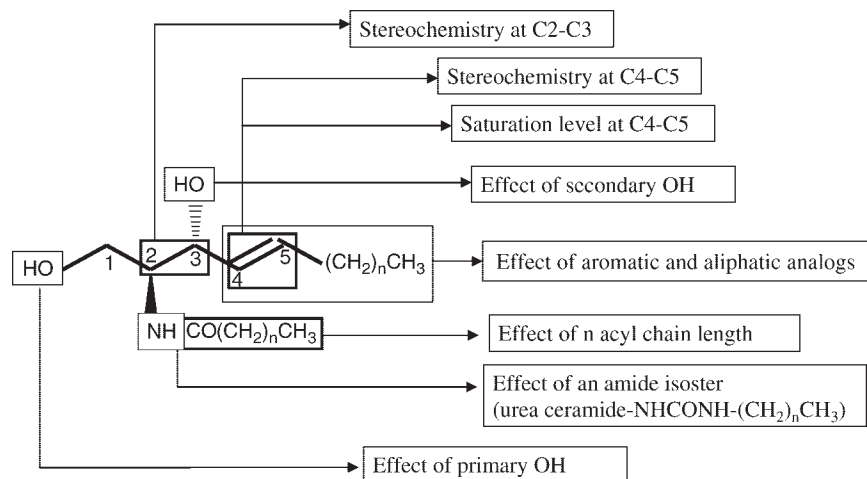 Stereochemistry at C2-C3
Stereochemistry at C4-C5
Saturation level at C4-C5
HO
Effect of secondary OH
HO
1
2
3
4
5
(CH₂)ₙCH₃
Effect of aromatic and aliphatic analogs
NH
CO(CH₂)ₙCH₃
Effect of n acyl chain length
Effect of an amide isoster
(urea ceramide-NHCONH-(CH₂)ₙCH₃)
Effect of primary OH